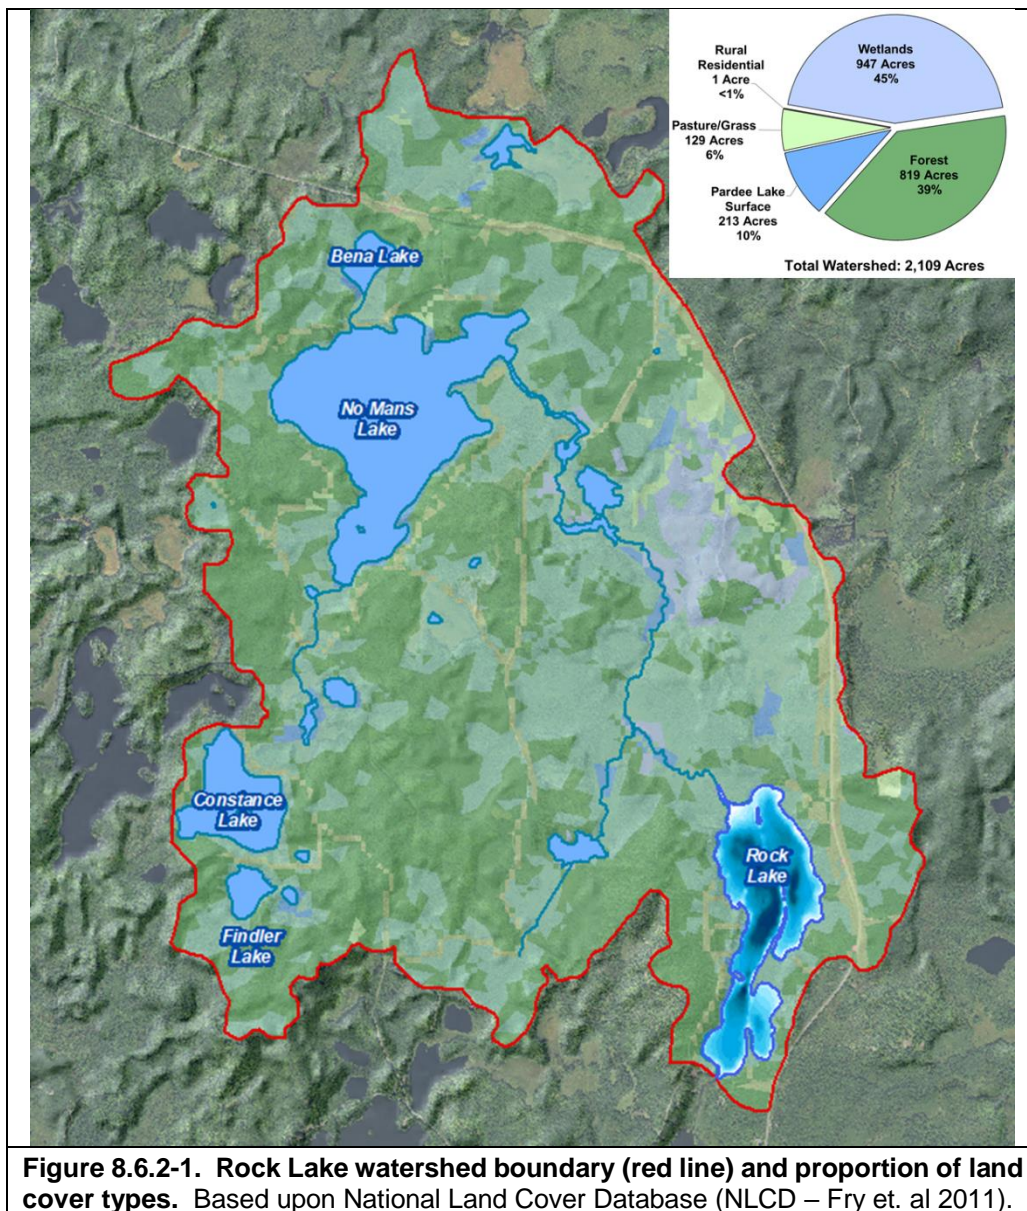 Rural
Residential
1 Acre
<1%
Wetlands
947 Acres
45%
Pasture/Grass
129 Acres
6%
Forest
819 Acres
39%
Pardee Lake
Surface
213 Acres
10%
Total Watershed: 2,109 Acres
Bena Lake
No Mans
Lake
Constance
Lake
Rock
Lake
Findler
Lake
Figure 8.6.2-1. Rock Lake watershed boundary (red line) and proportion of land
cover types. Based upon National Land Cover Database (NLCD – Fry et. al 2011).